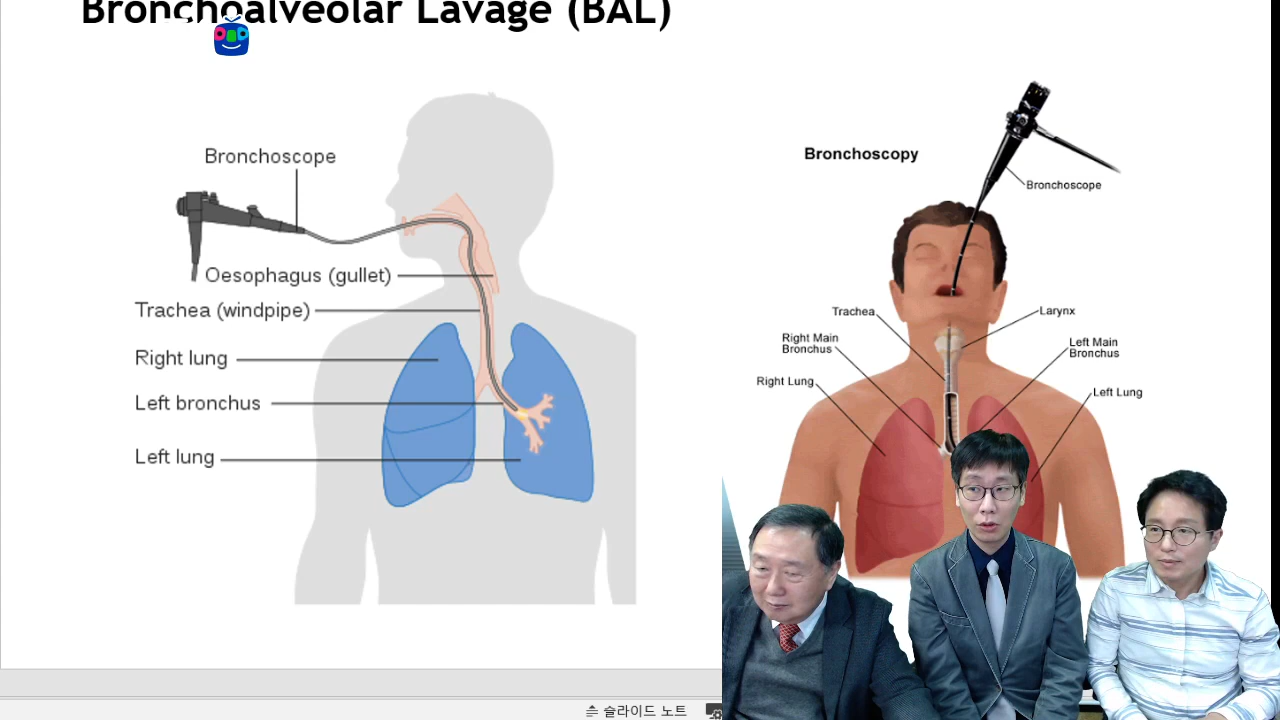 Bronchoalveolar Lavage (BAL)
Bronchoscope
Oesophagus (gullet)
Trachea (windpipe)
Right lung
Left bronchus
Left lung
Bronchoscopy
Bronchoscope
Trachea
Larynx
Right Main
Bronchus
Left Main
Bronchus
Right Lung
Left Lung
슬라이드 노트